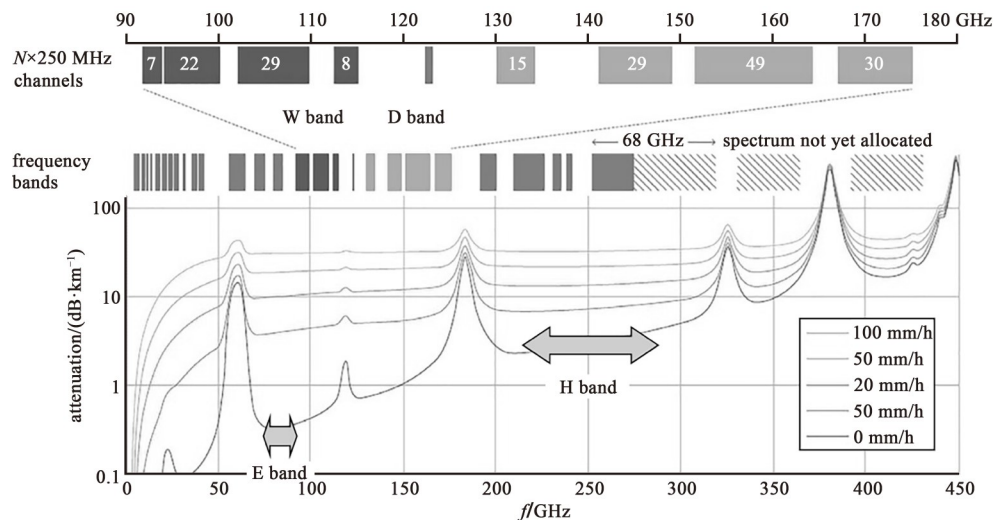 90 100 110 120 130 140 150 160 170 180 GHz
N×250 MHz
channels
7 22 29 8 15 29 49 30
W band D band
68 GHz spectrum not yet allocated
frequency
bands
100
10
1
0.1
attenuation/(dB·km⁻¹)
H band
E band
100 mm/h
50 mm/h
20 mm/h
50 mm/h
0 mm/h
0 50 100 150 200 250 300 350 400 450
f/GHz